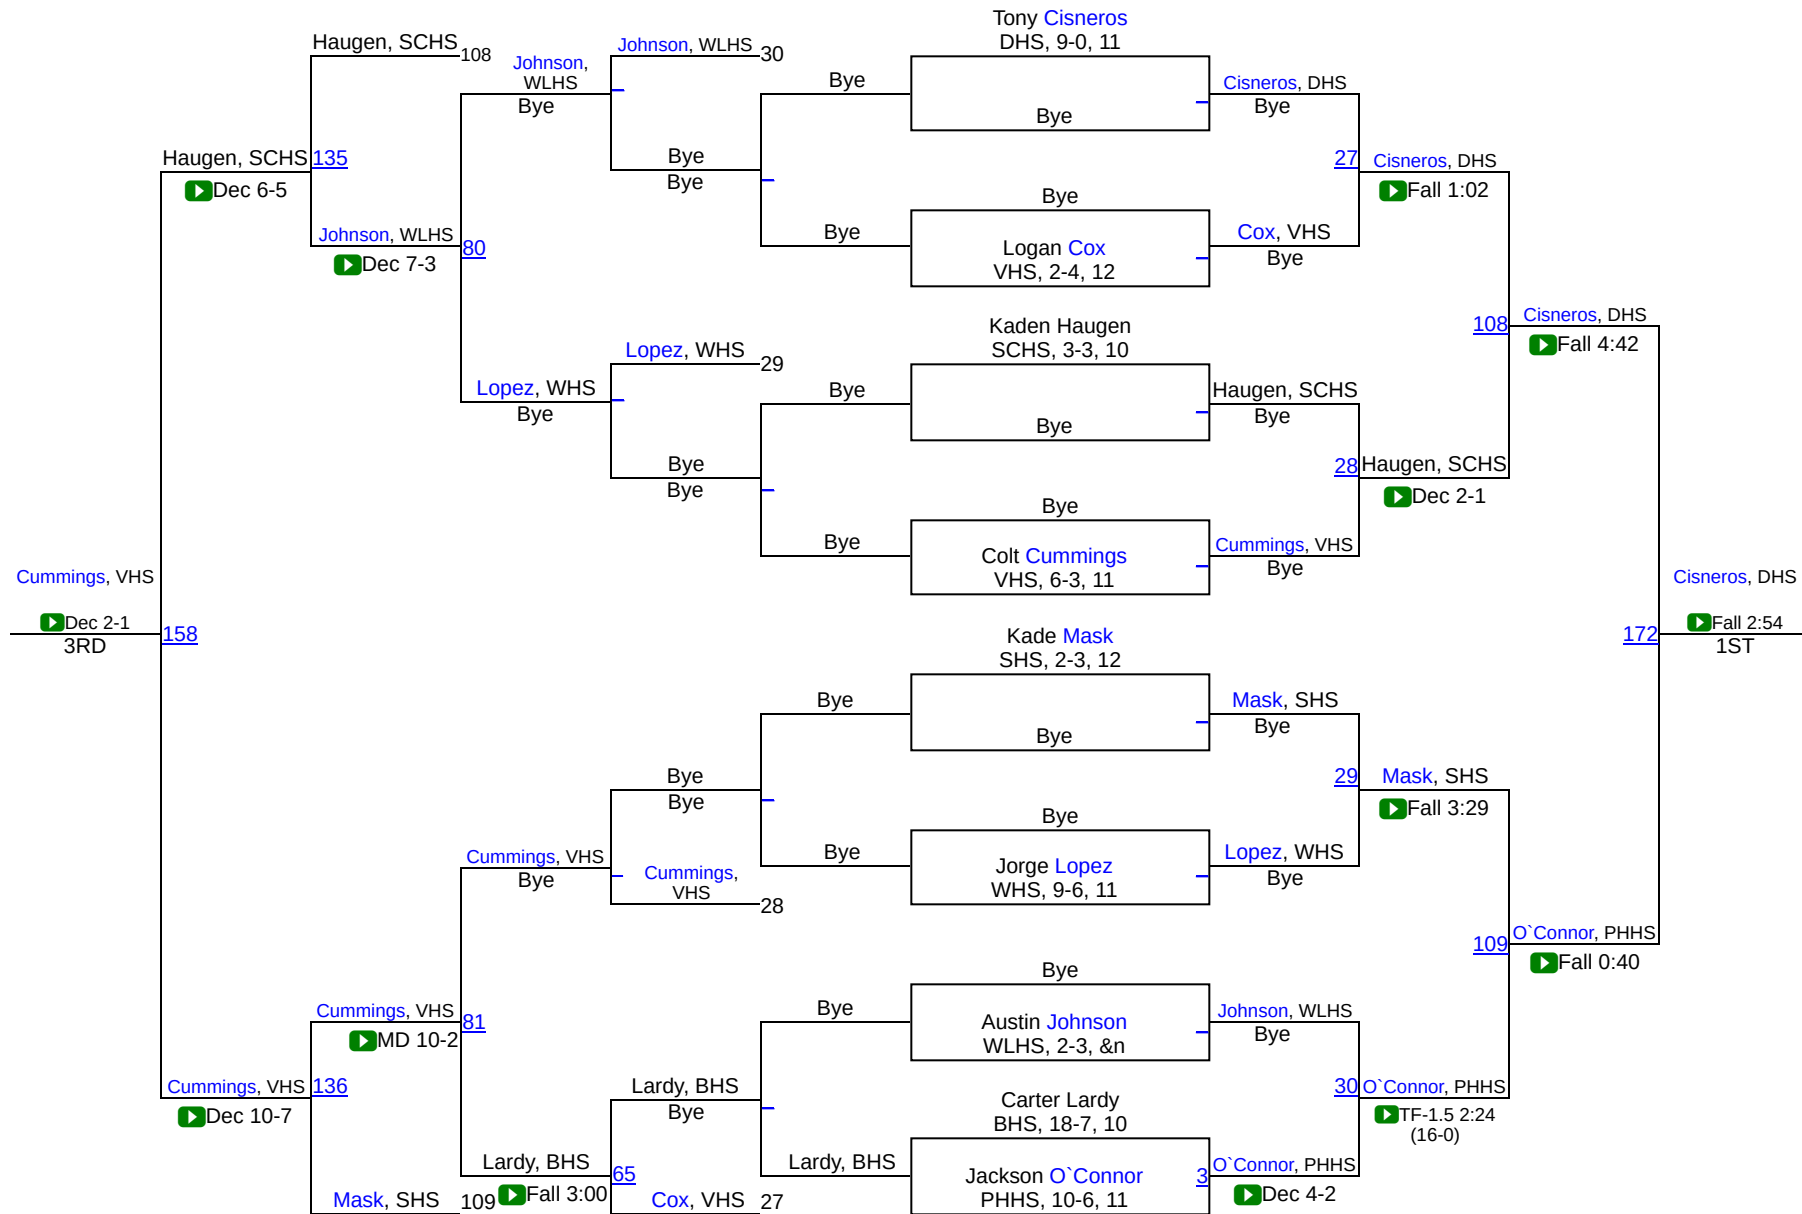 Tony Cisneros
DHS, 9-0, 11
Haugen, SCHS
108
Johnson, WLHS
30
Johnson,
WLHS
Bye
Bye
Cisneros, DHS
Bye
Bye
Haugen, SCHS
135
Dec 6-5
Bye
Bye
27
Cisneros, DHS
Fall 1:02
Bye
Johnson, WLHS
80
Dec 7-3
Bye
Logan Cox
VHS, 2-4, 12
Cox, VHS
Bye
Cisneros, DHS
108
Fall 4:42
Kaden Haugen
SCHS, 3-3, 10
Lopez, WHS
29
Lopez, WHS
Bye
Bye
Haugen, SCHS
Bye
Bye
Bye
Bye
28
Haugen, SCHS
Dec 2-1
Bye
Bye
Colt Cummings
VHS, 6-3, 11
Cummings, VHS
Bye
Cummings, VHS
Dec 2-1
3RD
158
Cisneros, DHS
172
Fall 2:54
1ST
Kade Mask
SHS, 2-3, 12
Bye
Mask, SHS
Bye
Bye
Bye
Bye
29
Mask, SHS
Fall 3:29
Bye
Cummings, VHS
Bye
Cummings,
VHS
28
Bye
Jorge Lopez
WHS, 9-6, 11
Lopez, WHS
Bye
O`Connor, PHHS
109
Fall 0:40
Bye
Cummings, VHS
81
MD 10-2
Bye
Austin Johnson
WLHS, 2-3, &n
Johnson, WLHS
Bye
Cummings, VHS
136
Dec 10-7
Lardy, BHS
Bye
30
O`Connor, PHHS
TF-1.5 2:24
(16-0)
Carter Lardy
BHS, 18-7, 10
Lardy, BHS
65
Fall 3:00
Lardy, BHS
Jackson O`Connor
PHHS, 10-6, 11
3
O`Connor, PHHS
Dec 4-2
Mask, SHS
109
Cox, VHS
27